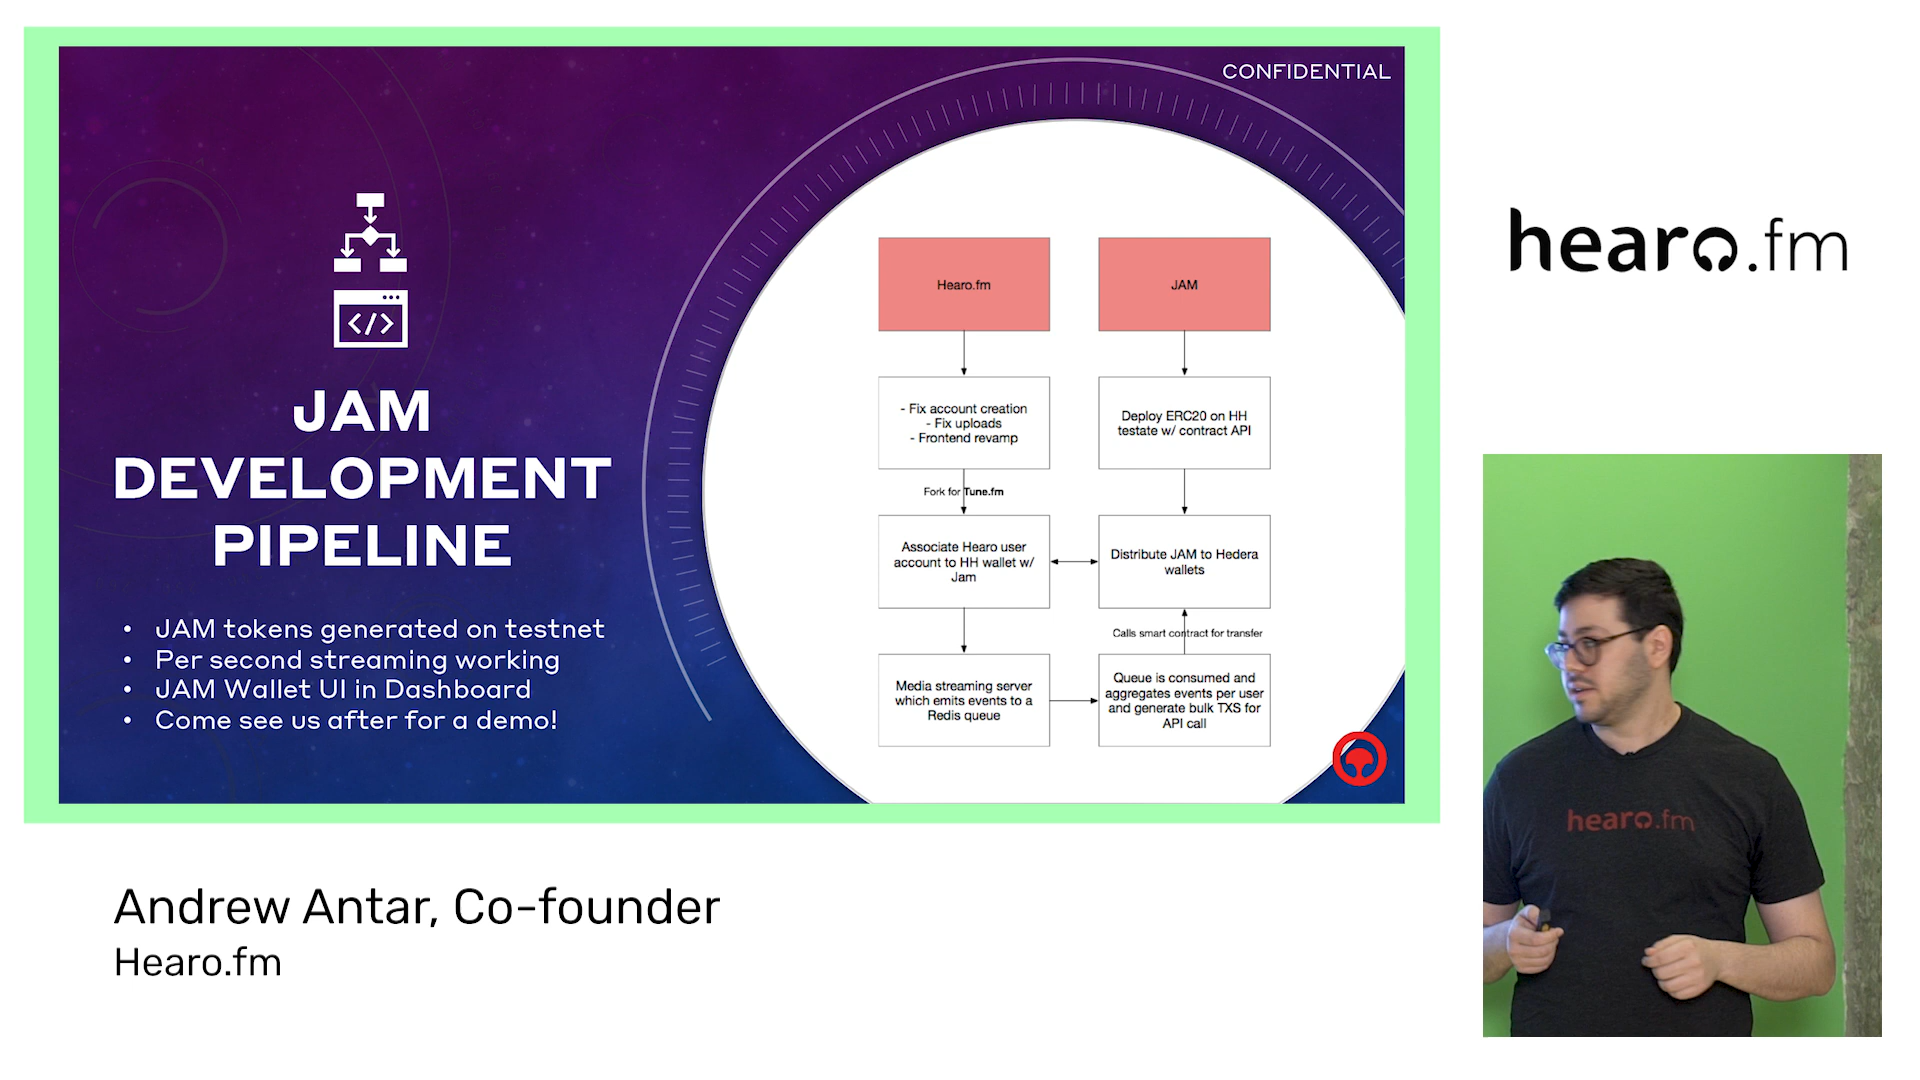 CONFIDENTIAL
</>
JAM
DEVELOPMENT
PIPELINE
• JAM tokens generated on testnet
• Per second streaming working
• JAM Wallet UI in Dashboard
• Come see us after for a demo!
Hearo.fm
- Fix account creation
- Fix uploads
- Frontend revamp
Fork for Tune.fm
Associate Hearo user
account to HH wallet w/
Jam
Media streaming server
which emits events to a
Redis queue
JAM
Deploy ERC20 on HH
testate w/ contract API
Distribute JAM to Hedera
wallets
Calls smart contract for transfer
Queue is consumed and
aggregates events per user
and generate bulk TXS for
API call
hearo.fm
hearo.fm
Andrew Antar, Co-founder
Hearo.fm